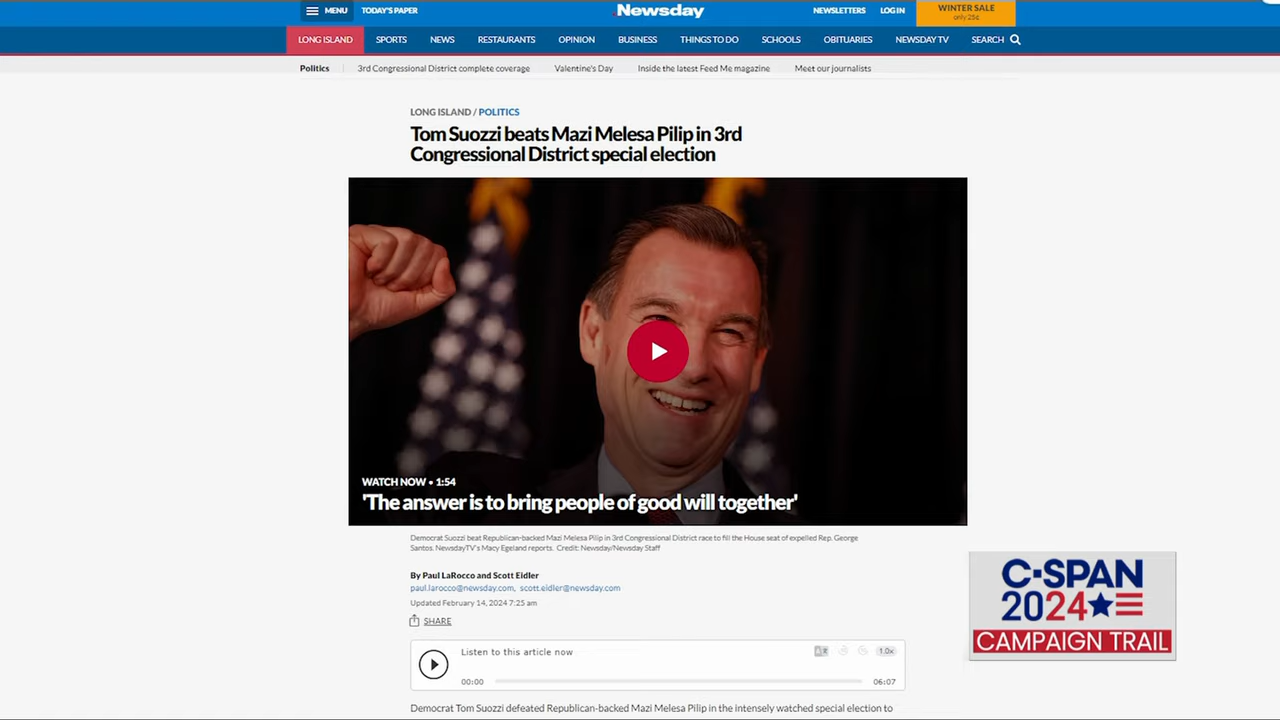 MENU TODAY'S PAPER Newsday NEWSLETTERS LOG IN WINTER SALE
only 25¢
LONG ISLAND SPORTS NEWS RESTAURANTS OPINION BUSINESS THINGS TO DO SCHOOLS OBITUARIES NEWSDAY TV SEARCH
Politics 3rd Congressional District complete coverage Valentine's Day Inside the latest Feed Me magazine Meet our journalists
LONG ISLAND / POLITICS
Tom Suozzi beats Mazi Melesa Pilip in 3rd
Congressional District special election
WATCH NOW • 1:54
'The answer is to bring people of good will together'
Democrat Suozzi beat Republican-backed Mazi Melesa Pilip in 3rd Congressional District race to fill the House seat of expelled Rep. George
Santos. NewsdayTV's Macy Egeland reports. Credit: Newsday/Newsday Staff
By Paul LaRocco and Scott Eidler
paul.larocco@newsday.com, scott.eidler@newsday.com
Updated February 14, 2024 7:25 am
SHARE
Listen to this article now
1.0x
00:00 06:07
Democrat Tom Suozzi defeated Republican-backed Mazi Melesa Pilip in the intensely watched special election to
C-SPAN
2024
CAMPAIGN TRAIL